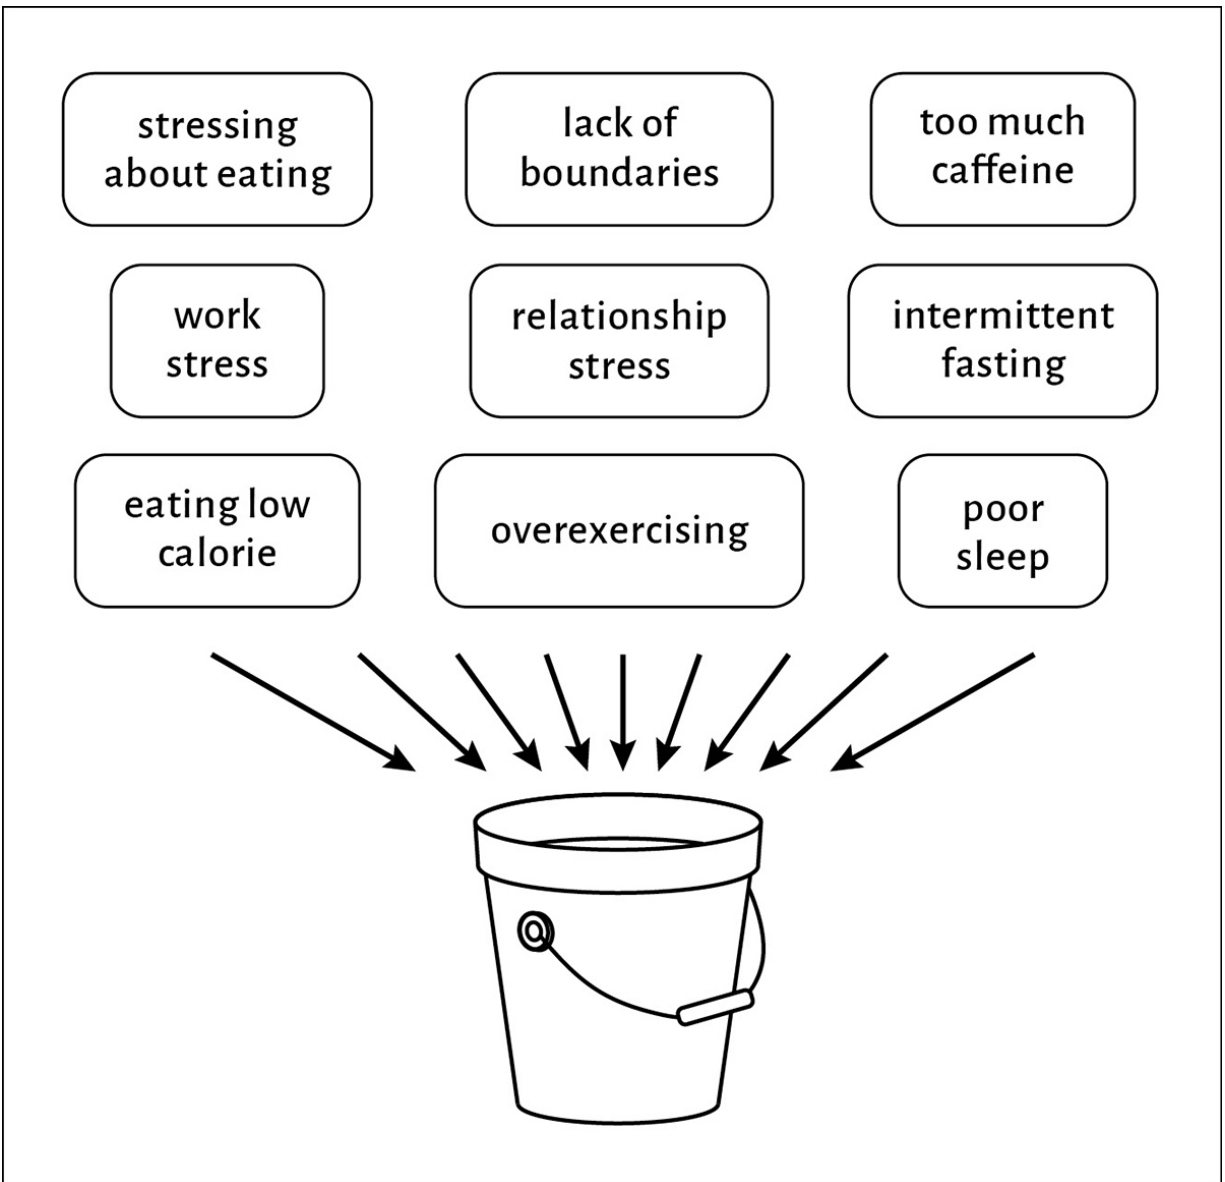 stressing
about eating
lack of
boundaries
too much
caffeine
work
stress
relationship
stress
intermittent
fasting
eating low
calorie
overexercising
poor
sleep